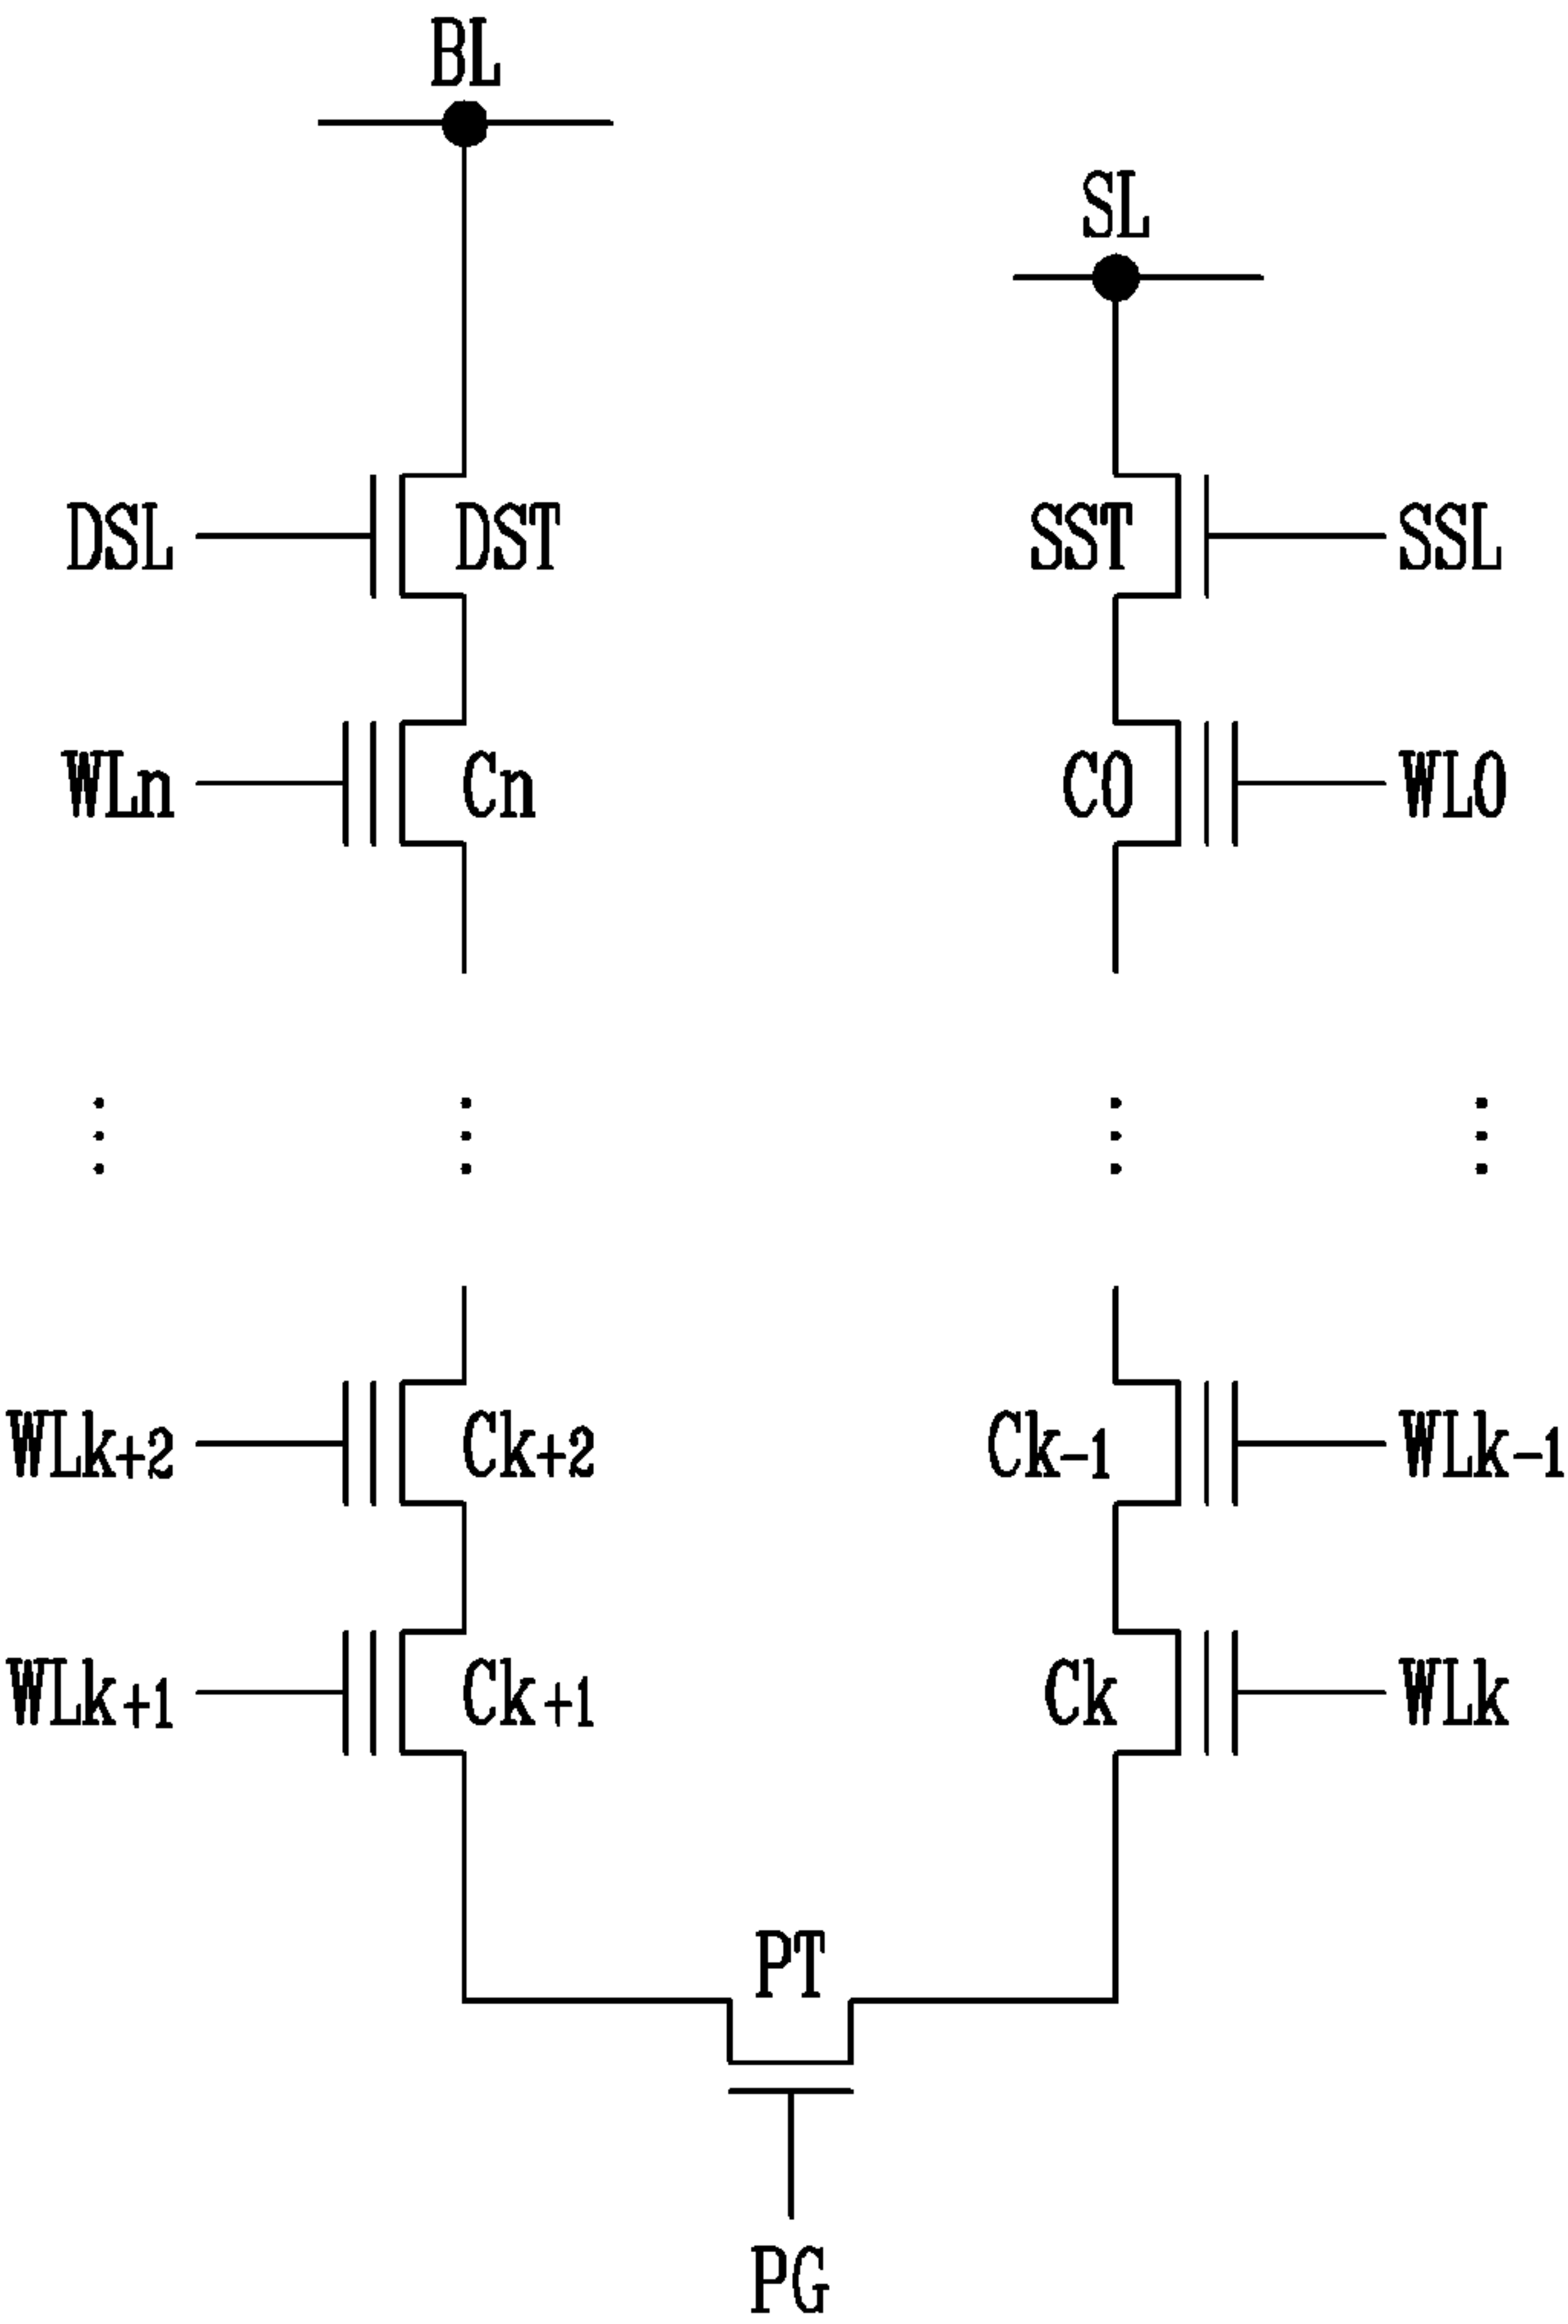 BL
SL
DSL DST SST SSL
WLn Cn C0 WL0
WLk+2 Ck+2 Ck-1 WLk-1
WLk+1 Ck+1 Ck WLk
PT
PG